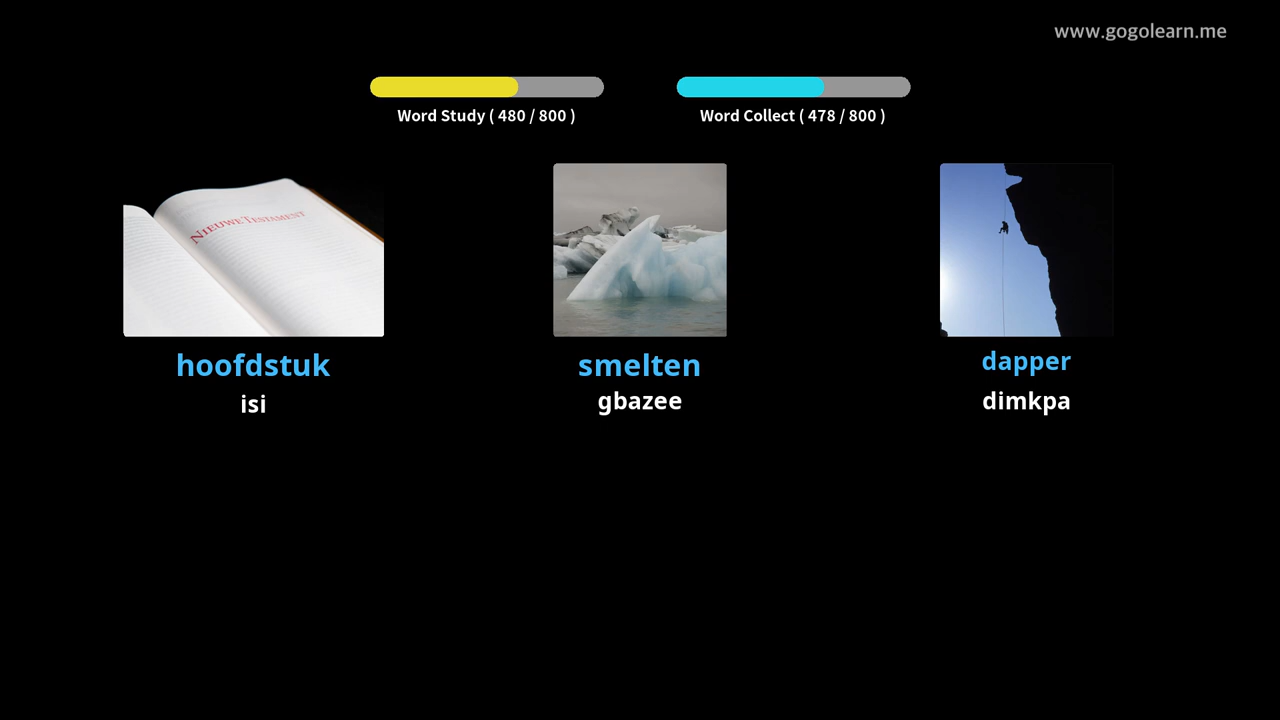 www.gogolearn.me
Word Study ( 480 / 800 )
Word Collect ( 478 / 800 )
NIEUWE TESTAMENT
hoofdstuk
smelten
dapper
isi
gbazee
dimkpa